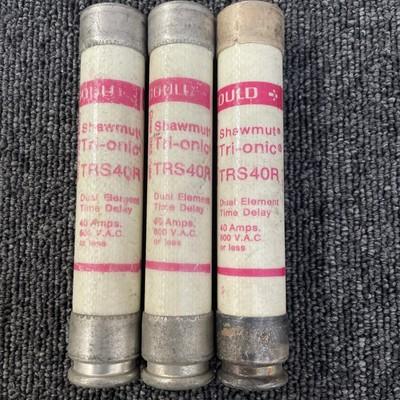 OULD
Shawmut
Tri-onic
TRS40R
Dual Element
Time Delay
40 Amps.
600 V.A.C.
or less
GOULD
Shawmut
Tri-onic
TRS40R
Dual Element
Time Delay
40 Amps.
600 V.A.C.
or less
OULD
Shawmut
Tri-onic®
TRS40R
Dual Element
Time Delay
40 Amps.
600 V.A.C.
or less